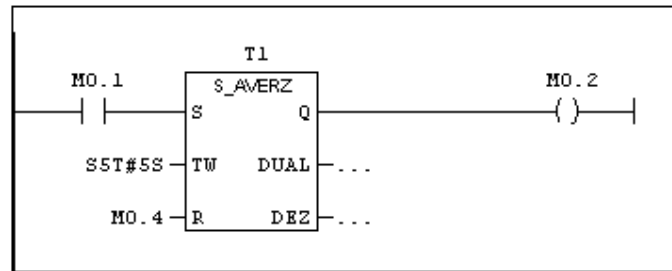 T1
M0.1 S_AVERZ M0.2
S Q
S5T#5S TW DUAL ...
M0.4 R DEZ ...